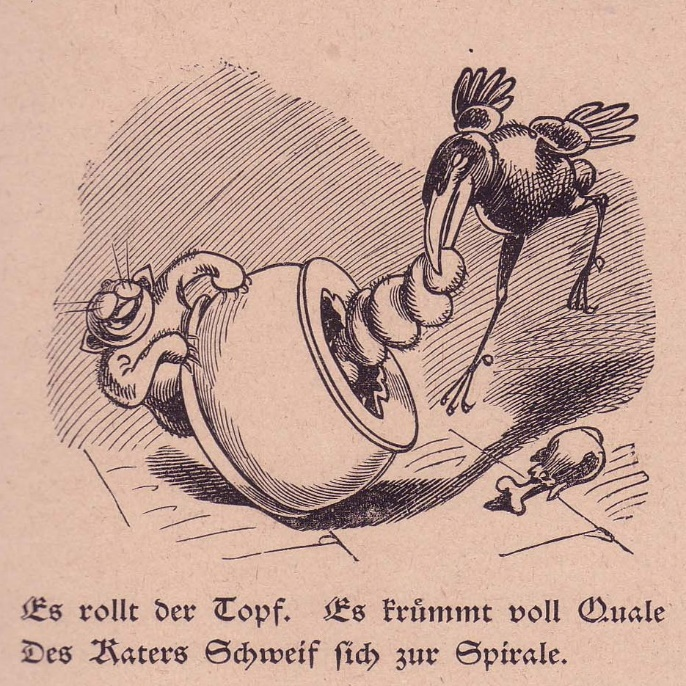 Es rollt der Topf. Es krümmt voll Quale
Des Katers Schweif sich zur Spirale.